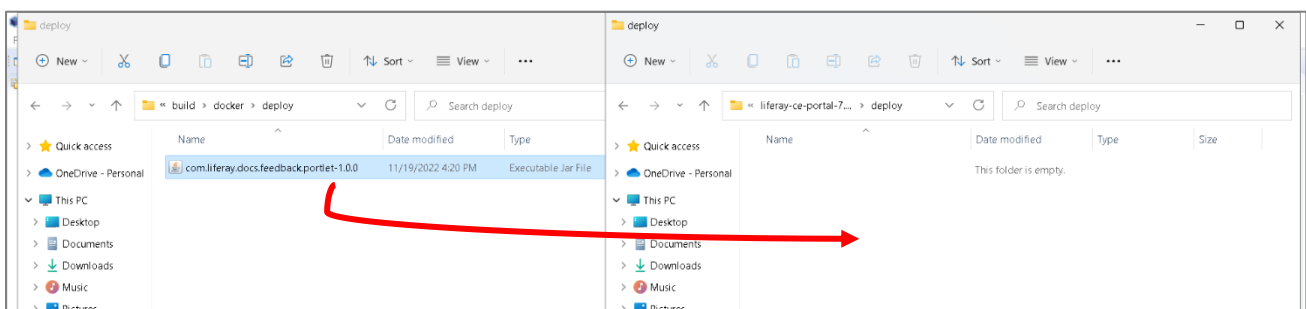 deploy
New
Sort
View
« build > docker > deploy
Search deploy
Name
Date modified
Type
Quick access
com.liferay.docs.feedback.portlet-1.0.0
11/19/2022 4:20 PM
Executable Jar File
OneDrive - Personal
This PC
Desktop
Documents
Downloads
Music
Pictures
deploy
New
Sort
View
« liferay-ce-portal-7.... > deploy
Search deploy
Name
Date modified
Type
Size
Quick access
This folder is empty.
OneDrive - Personal
This PC
Desktop
Documents
Downloads
Music
Pictures